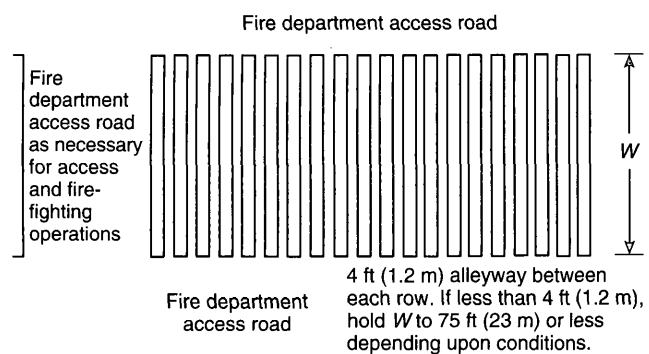 Fire department access road
Fire
department
access road
as necessary
for access
and fire-
fighting
operations
W
Fire department
access road
4 ft (1.2 m) alleyway between
each row. If less than 4 ft (1.2 m),
hold W to 75 ft (23 m) or less
depending upon conditions.